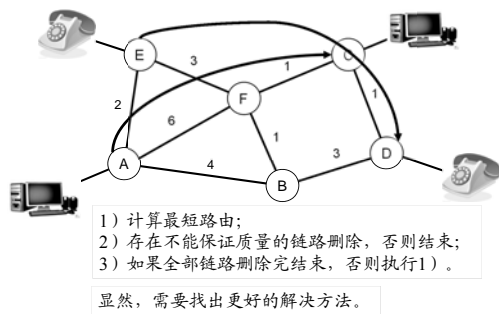 E
3
C
1
2
F
6
1
1
A
4
3
D
B
1）计算最短路由；
2）存在不能保证质量的链路删除，否则结束；
3）如果全部链路删除完结束，否则执行1）。
显然，需要找出更好的解决方法。